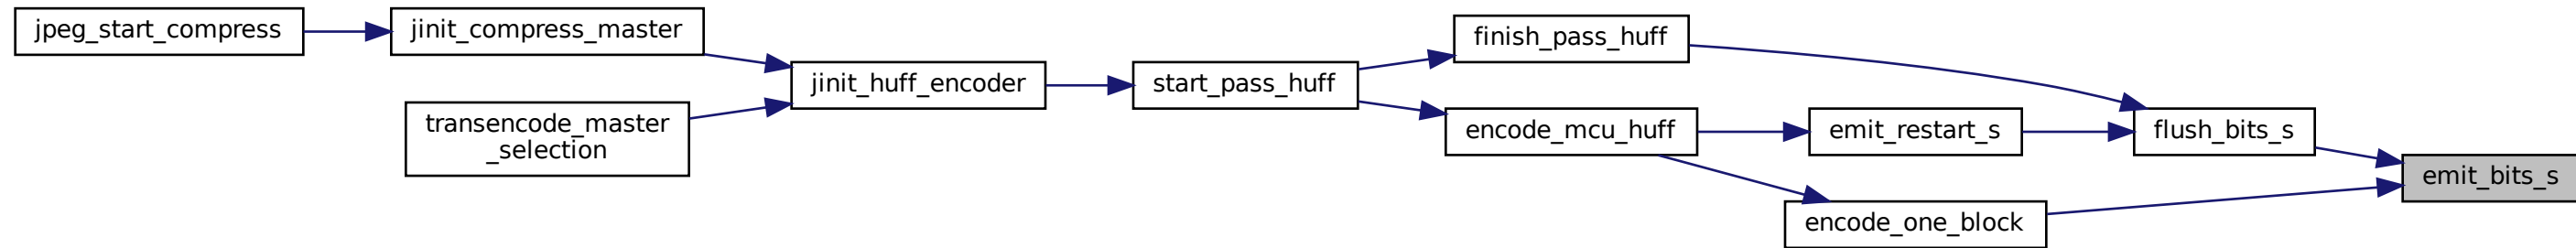 jpeg_start_compress
jinit_compress_master
transencode_master
_selection
jinit_huff_encoder
start_pass_huff
finish_pass_huff
encode_mcu_huff
emit_restart_s
encode_one_block
flush_bits_s
emit_bits_s